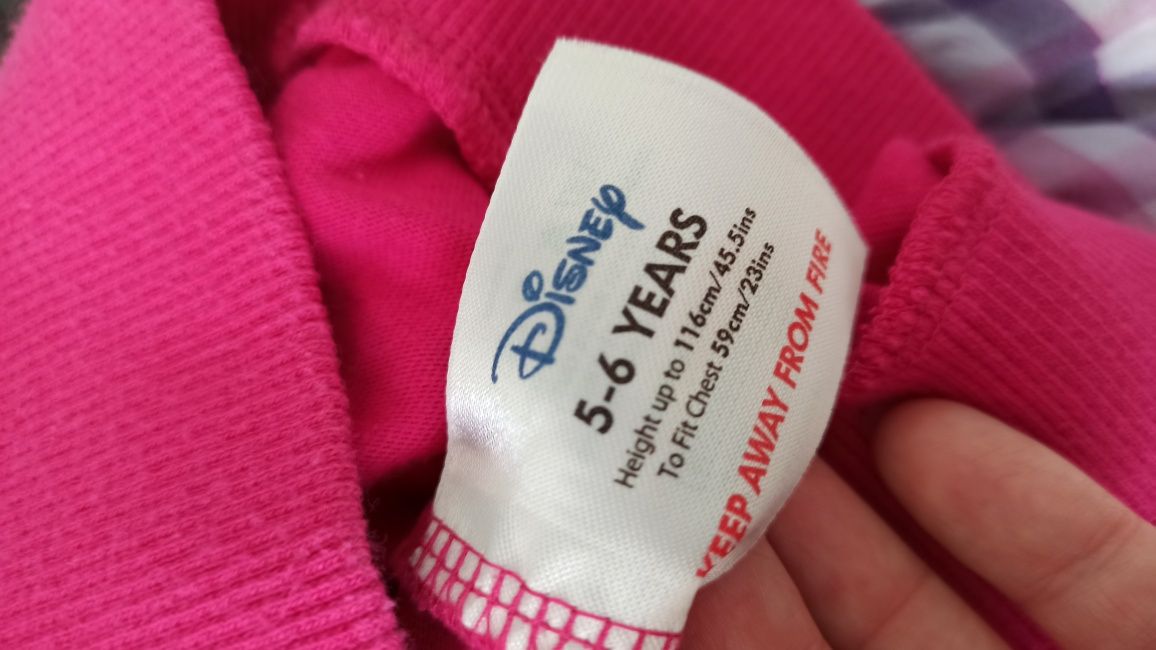 Disney
5-6 YEARS
Height up to 116cm/45.5ins
To Fit Chest 59cm/23ins
KEEP AWAY FROM FIRE